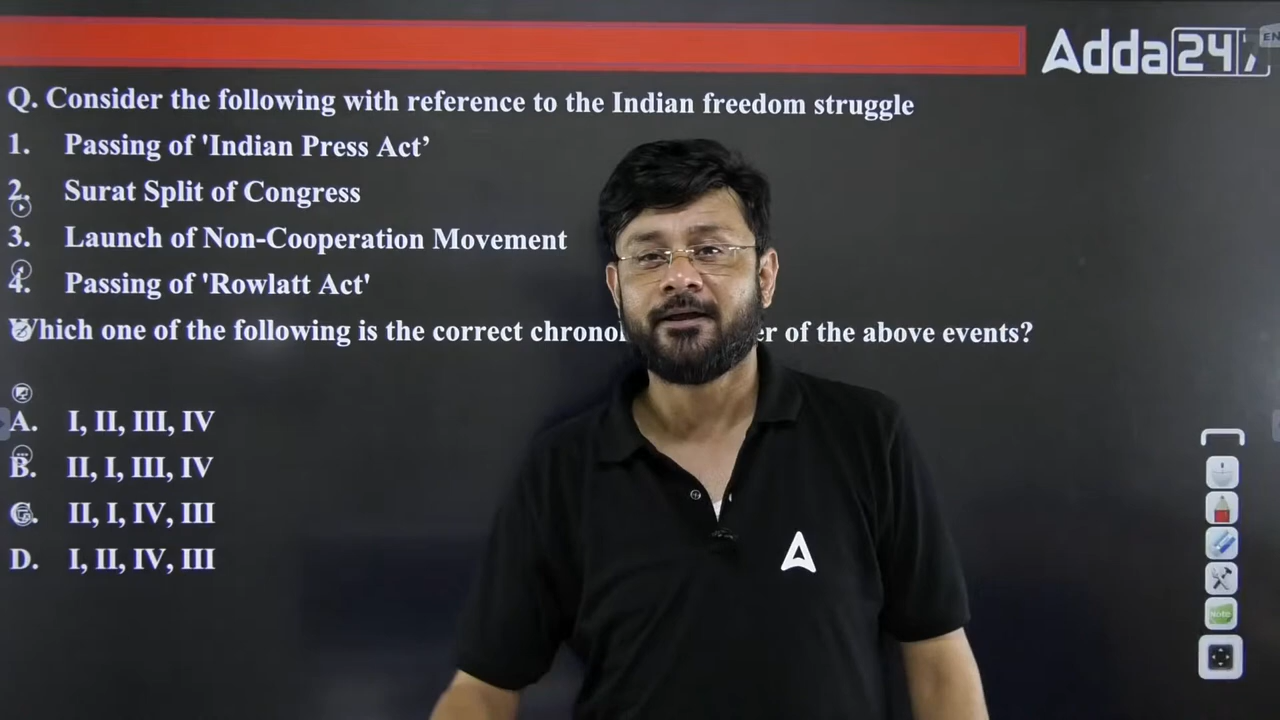 Adda247
EN
Q. Consider the following with reference to the Indian freedom struggle
1. Passing of 'Indian Press Act’
2. Surat Split of Congress
3. Launch of Non-Cooperation Movement
4. Passing of 'Rowlatt Act'
Which one of the following is the correct of the above events?
A. I, II, III, IV
B. II, I, III, IV
C. II, I, IV, III
D. I, II, IV, III
Note